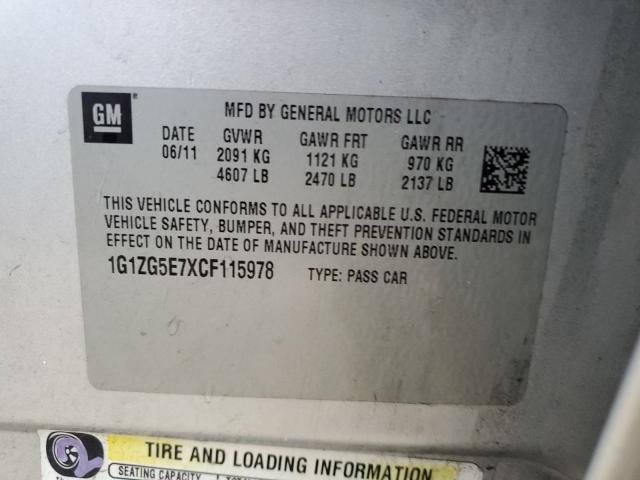 GM
MFD BY GENERAL MOTORS LLC
DATE GVWR GAWR FRT GAWR RR
06/11 2091 KG 1121 KG 970 KG
4607 LB 2470 LB 2137 LB
THIS VEHICLE CONFORMS TO ALL APPLICABLE U.S. FEDERAL MOTOR
VEHICLE SAFETY, BUMPER, AND THEFT PREVENTION STANDARDS IN
EFFECT ON THE DATE OF MANUFACTURE SHOWN ABOVE.
1G1ZG5E7XCF115978 TYPE: PASS CAR
TIRE AND LOADING INFORMATION
SEATING CAPACITY